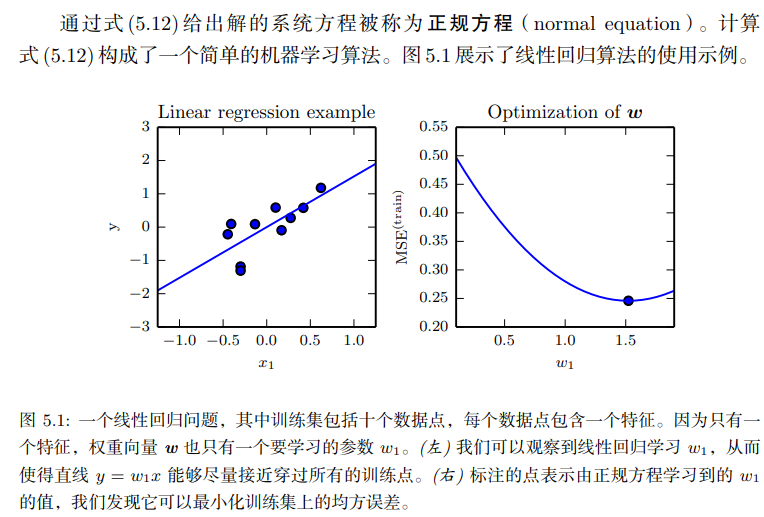 通过式(5.12)给出解的系统方程被称为正规方程（normal equation）。计算
式(5.12)构成了一个简单的机器学习算法。图5.1展示了线性回归算法的使用示例。
Linear regression example
3
2
1
0
−1
−2
−3
y
−1.0 −0.5 0.0 0.5 1.0
x₁
Optimization of w
0.55
0.50
0.45
0.40
0.35
0.30
0.25
0.20
MSE(train)
0.5 1.0 1.5
w₁
图 5.1: 一个线性回归问题，其中训练集包括十个数据点，每个数据点包含一个特征。因为只有一
个特征，权重向量 w 也只有一个要学习的参数 w₁。(左) 我们可以观察到线性回归学习 w₁，从而
使得直线 y = w₁x 能够尽量接近穿过所有的训练点。(右) 标注的点表示由正规方程学习到的 w₁
的值，我们发现它可以最小化训练集上的均方误差。